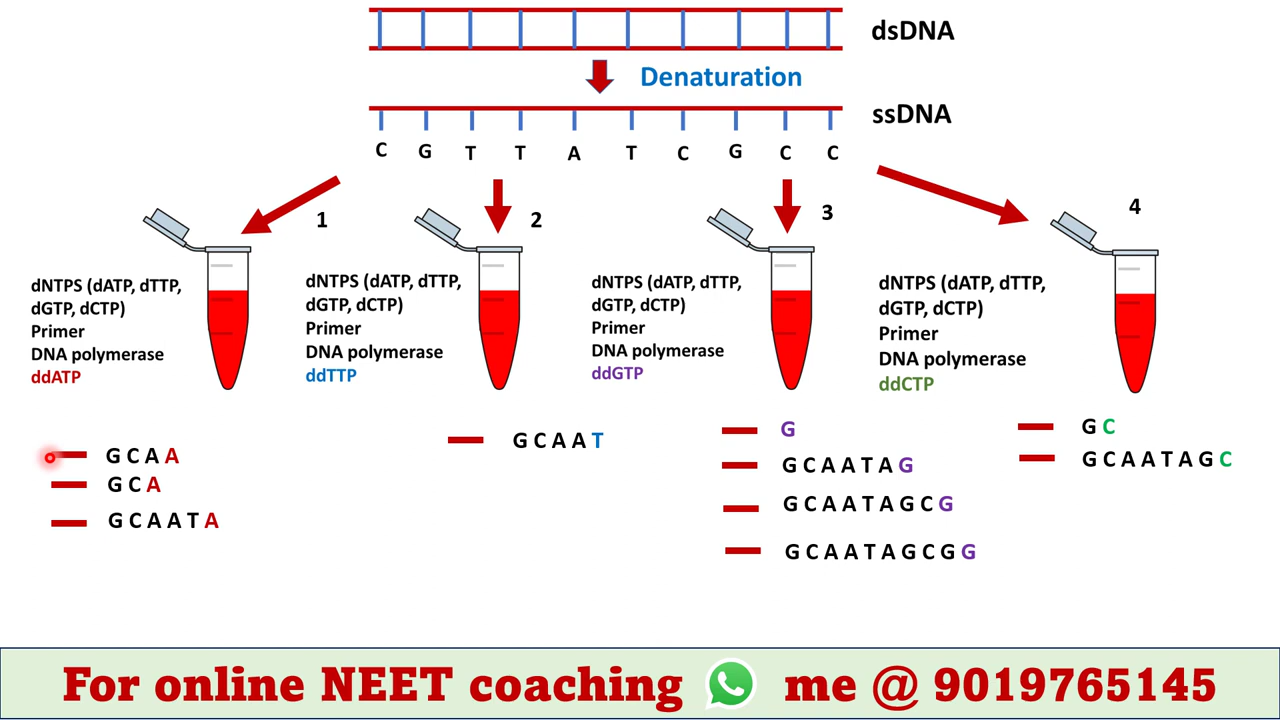 dsDNA
Denaturation
ssDNA
C G T T A T C G C C
1
2
3
4
dNTPS (dATP, dTTP,
dGTP, dCTP)
Primer
DNA polymerase
ddATP
dNTPS (dATP, dTTP,
dGTP, dCTP)
Primer
DNA polymerase
ddTTP
dNTPS (dATP, dTTP,
dGTP, dCTP)
Primer
DNA polymerase
ddGTP
dNTPS (dATP, dTTP,
dGTP, dCTP)
Primer
DNA polymerase
ddCTP
G C A A
G C A
G C A A T A
G C A A T
G
G C A A T A G
G C A A T A G C G
G C A A T A G C G G
G C
G C A A T A G C
For online NEET coaching me @ 9019765145